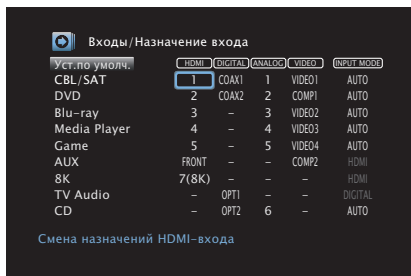 Входы/Назначение входа
Уст.по умолч. HDMI DIGITAL ANALOG VIDEO INPUT MODE
CBL/SAT 1 COAX1 1 VIDEO1 AUTO
DVD 2 COAX2 2 COMP1 AUTO
Blu-ray 3 – 3 VIDEO2 AUTO
Media Player 4 – 4 VIDEO3 AUTO
Game 5 – 5 VIDEO4 AUTO
AUX FRONT – – COMP2 HDMI
8K 7(8K) – – – HDMI
TV Audio – OPT1 – – DIGITAL
CD – OPT2 6 – AUTO
Смена назначений HDMI-входа